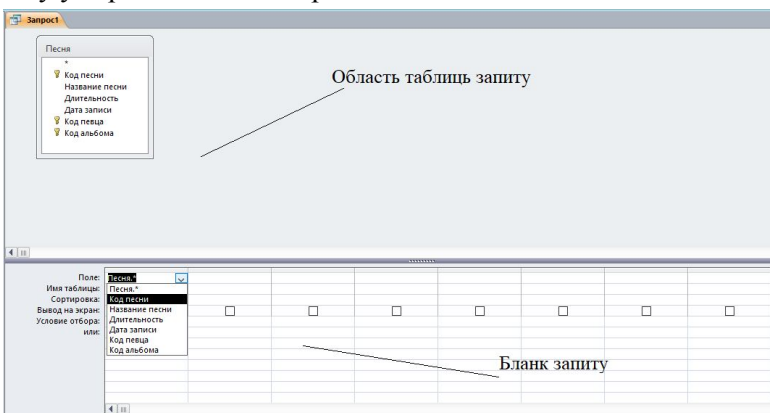 Запрос1
Песня
*
Код песни
Название песни
Длительность
Дата записи
Код певца
Код альбома
Область таблиць запиту
Поле: Песня.*
Имя таблицы: Песня.*
Сортировка: Код песни
Вывод на экран: Название песни
Условие отбора: Длительность
или: Дата записи
Код певца
Код альбома
Бланк запиту